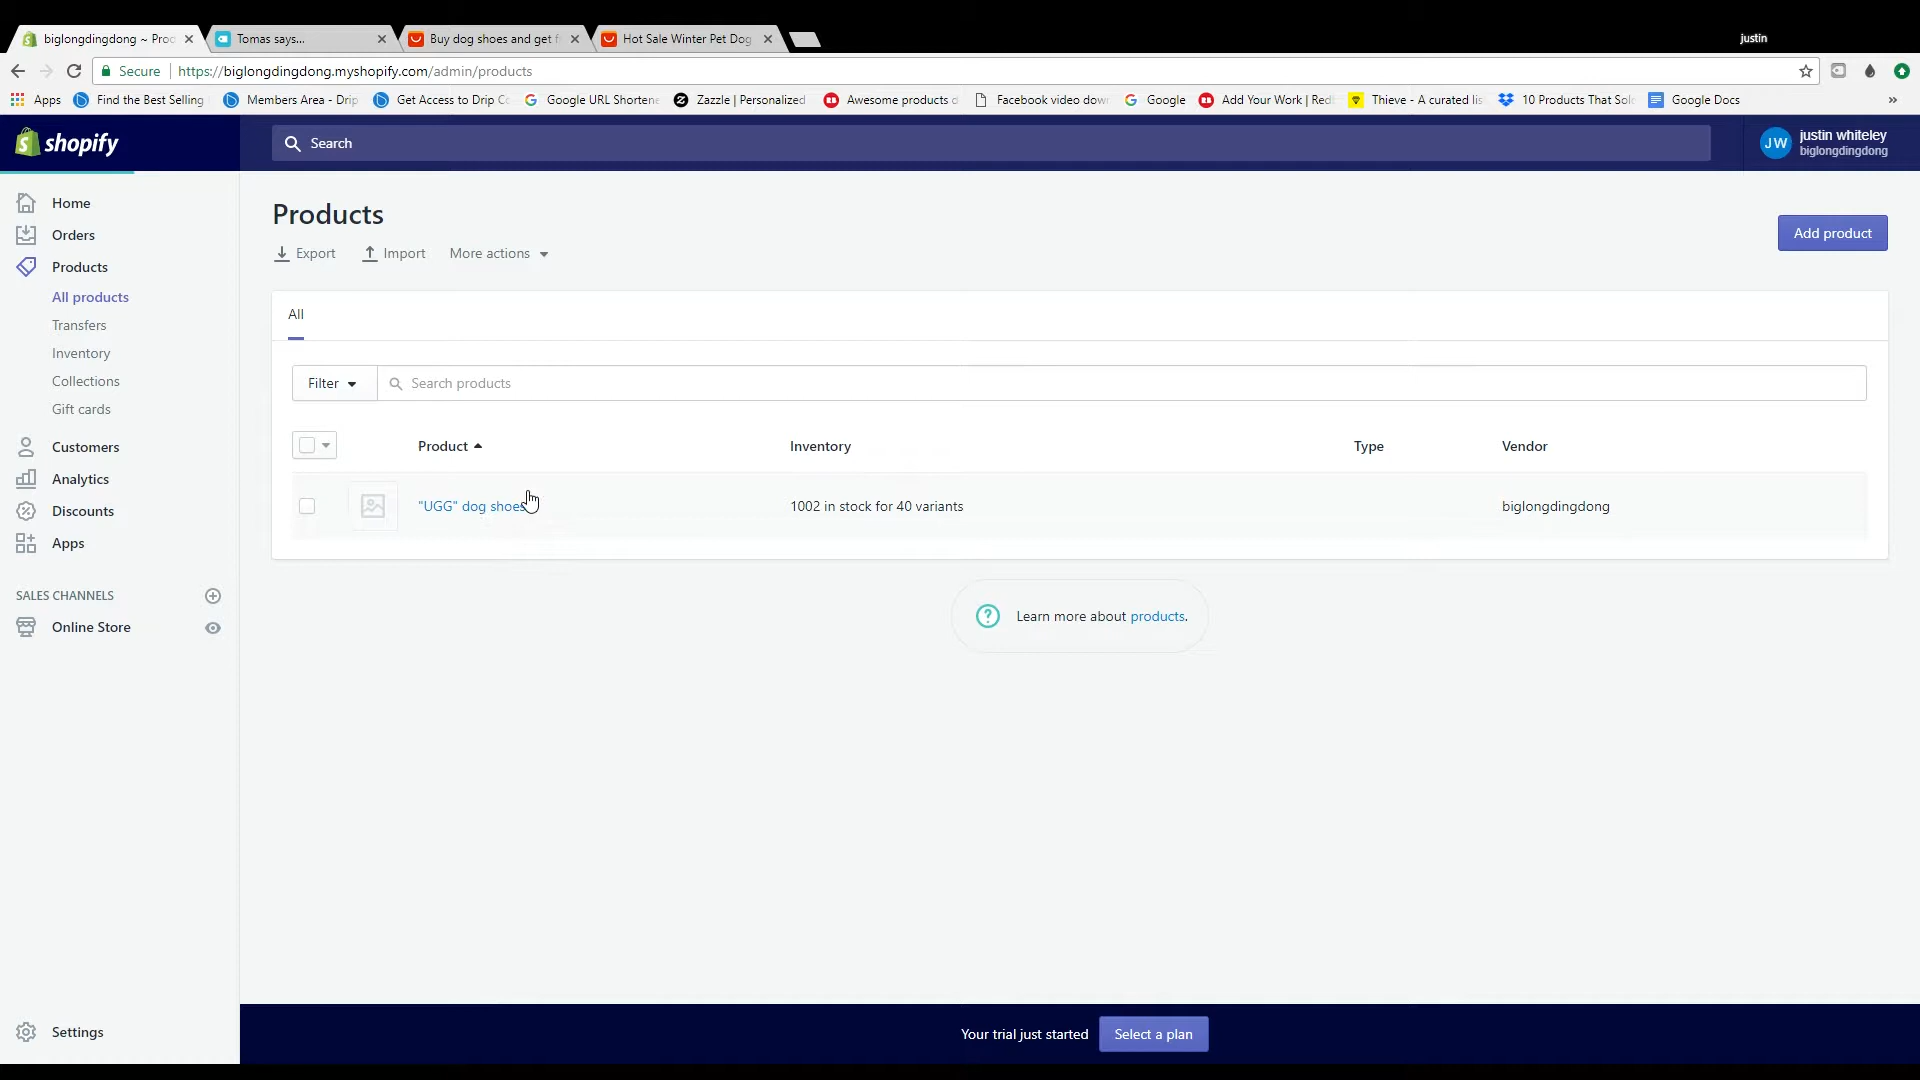 biglongdingdong ~ Proc
Tomas says...
Buy dog shoes and get f
Hot Sale Winter Pet Dog
justin
Secure
https://biglongdingdong.myshopify.com/admin/products
Apps
Find the Best Selling
Members Area - Drip
Get Access to Drip Co
Google URL Shortene
Zazzle | Personalized
Awesome products o
Facebook video dow
Google
Add Your Work | Red
Thieve - A curated lis
10 Products That Sol
Google Docs
shopify
Search
JW
justin whiteley
biglongdingdong
Home
Orders
Products
All products
Transfers
Inventory
Collections
Gift cards
Customers
Analytics
Discounts
Apps
SALES CHANNELS
Online Store
Settings
Products
Export
Import
More actions
Add product
All
Filter
Search products
Product
Inventory
Type
Vendor
"UGG" dog shoes
1002 in stock for 40 variants
biglongdingdong
Learn more about products.
Your trial just started
Select a plan